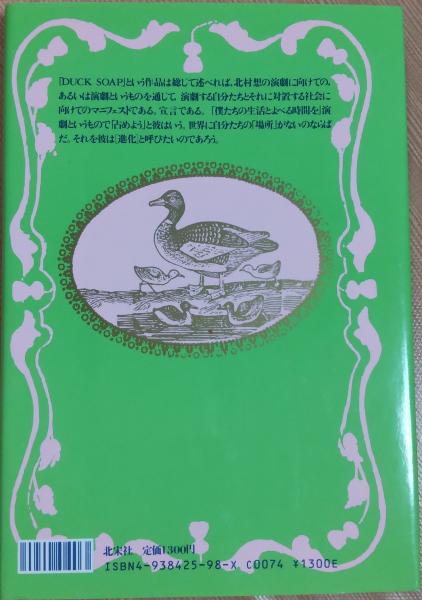 「DUCK SOAP」という作品は総じて述べれば、北村想の演劇に向けての、
あるいは演劇というものを通じて、演劇する自分たちとそれに対設する社会に
向けてのマニフェストである。宣言である。「僕たちの生活とよべる時間を「演
劇というもので「占めよう」と彼はいう。世界に自分たちの「場所」がないのならば
だ。それを彼は「進化」と呼びたいのであろう。
北宋社 定価1300円
ISBN4-938425-98-X C0074 ¥1300E